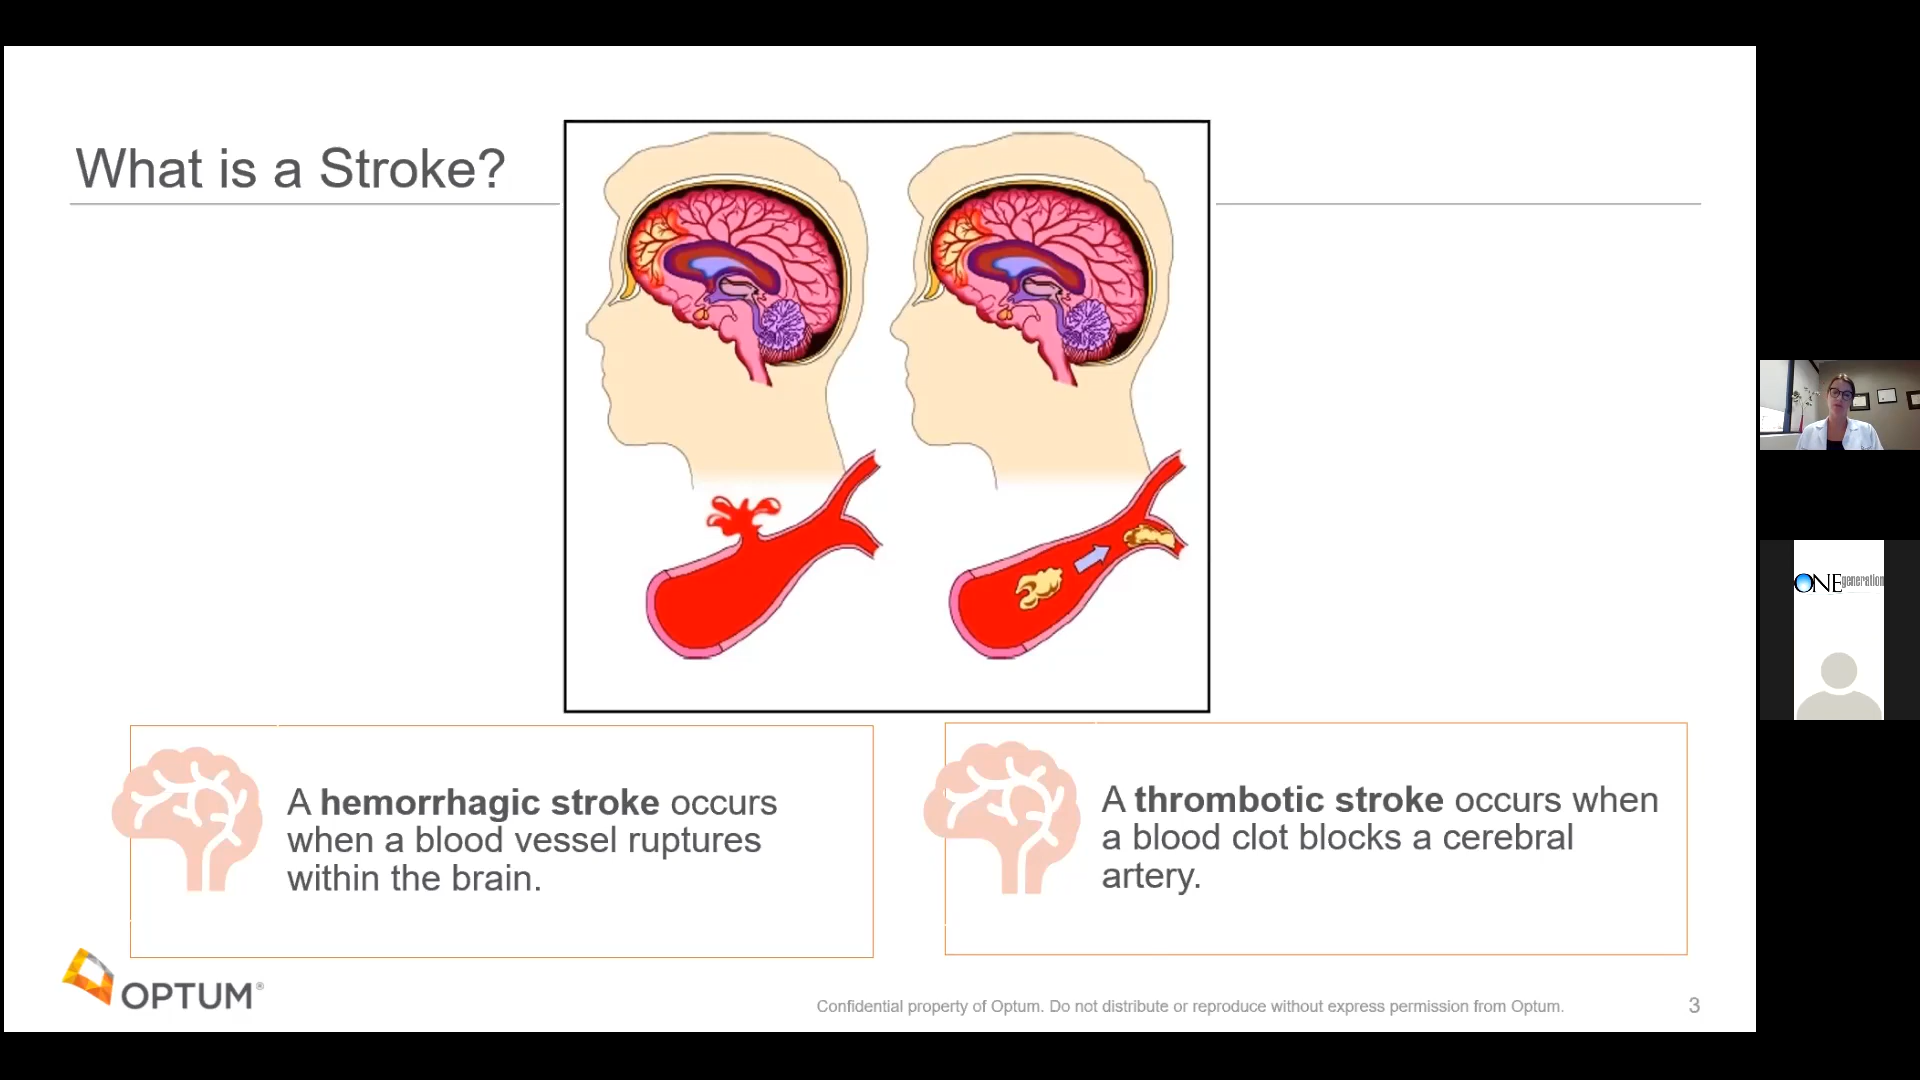 What is a Stroke?
A hemorrhagic stroke occurs
when a blood vessel ruptures
within the brain.
A thrombotic stroke occurs when
a blood clot blocks a cerebral
artery.
OPTUM®
Confidential property of Optum. Do not distribute or reproduce without express permission from Optum.
3
ONEgeneration